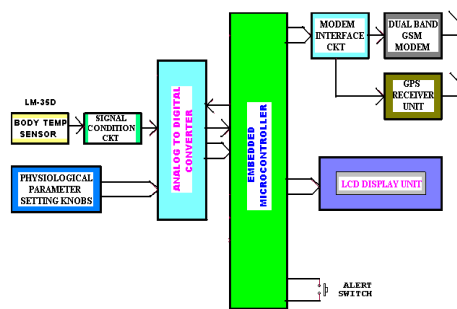 MODEM
INTERFACE
CKT
DUAL BAND
GSM
MODEM
GPS
RECEIVER
UNIT
LM-35D
BODY TEMP
SENSOR
SIGNAL
CONDITION
CKT
ANALOG TO DIGITAL
CONVERTER
EMBEDDED
MICROCONTROLLER
PHYSIOLOGICAL
PARAMETER
SETTING KNOBS
LCD DISPLAY UNIT
ALERT
SWITCH